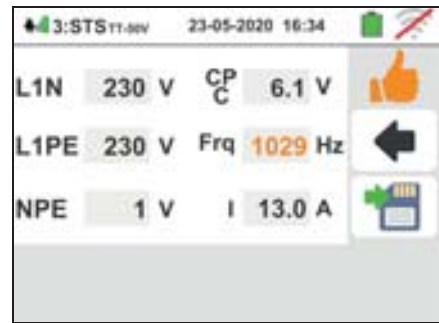 3:STS TT-50V 23-05-2020 16:34
L1N 230 V CP C 6.1 V
L1PE 230 V Frq 1029 Hz
NPE 1 V I 13.0 A